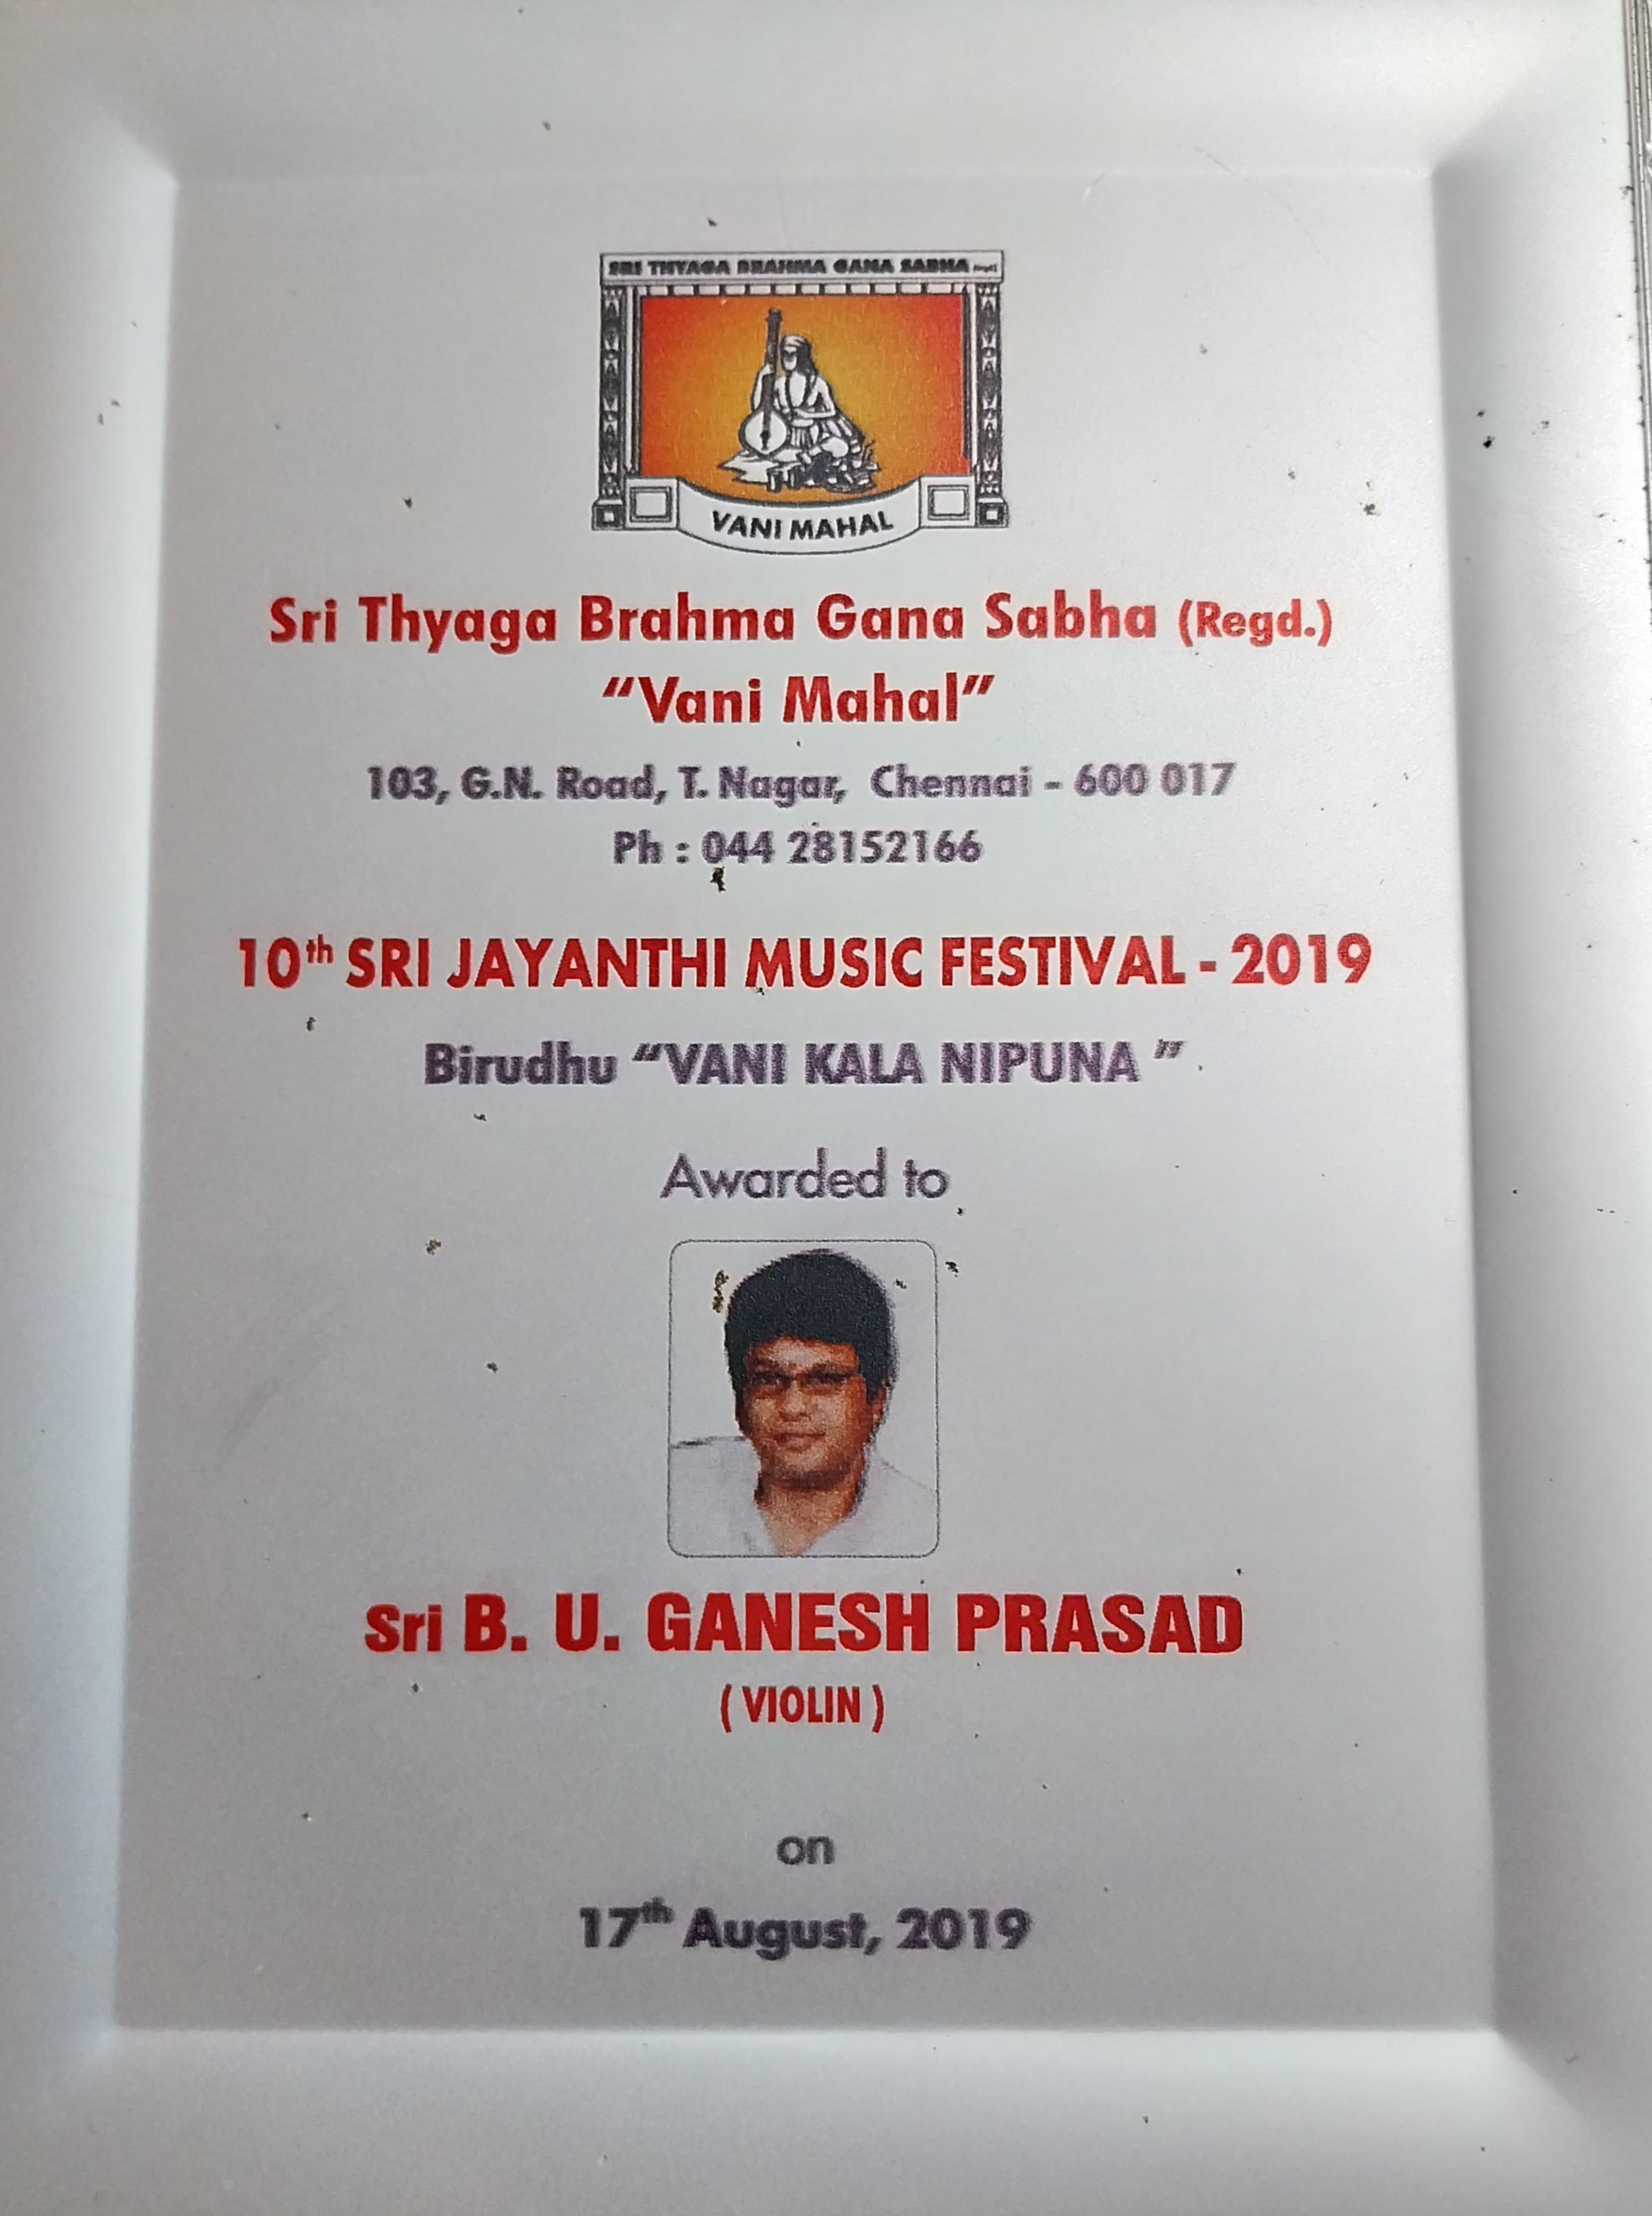 SRI THYAGA BRAHMA GANA SABHA (Regd.)
VANI MAHAL
Sri Thyaga Brahma Gana Sabha (Regd.)
“Vani Mahal”
103, G.N. Road, T. Nagar, Chennai - 600 017
Ph : 044 28152166
10th SRI JAYANTHI MUSIC FESTIVAL - 2019
Birudhu “VANI KALA NIPUNA ”
Awarded to
Sri B. U. GANESH PRASAD
( VIOLIN )
on
17th August, 2019